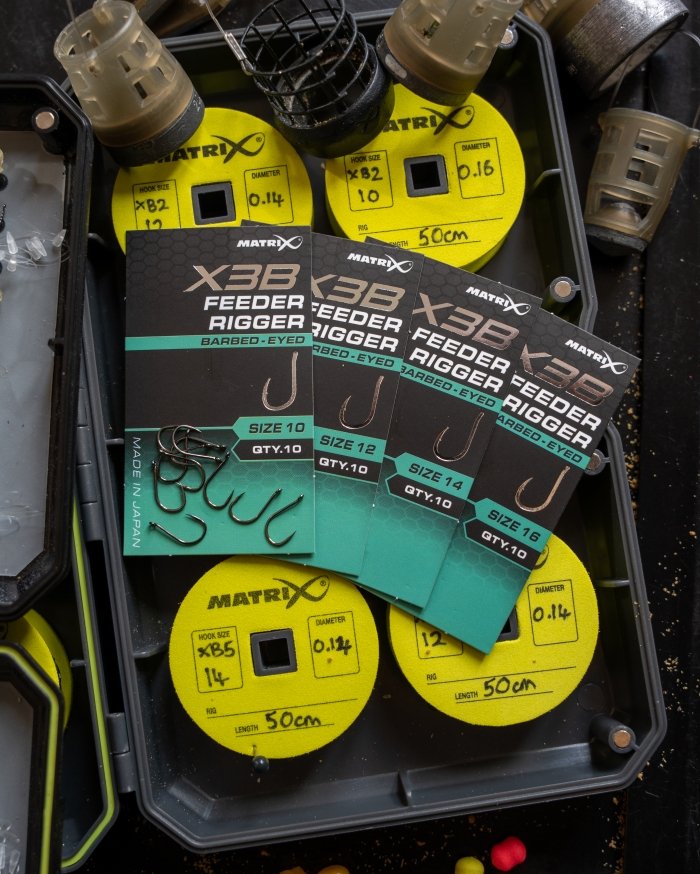 MATRIX®
HOOK SIZE
XB2
12
DIAMETER
0.14
MATRIX
HOOK SIZE
XB2
10
DIAMETER
0.16
RIG
LENGTH 50cm
MATRIX
X3B
FEEDER
RIGGER
BARBED-EYED
SIZE 10
QTY.10
MADE IN JAPAN
MATRIX
X3B
FEEDER
RIGGER
BARBED-EYED
SIZE 12
QTY.10
MATRIX
X3B
FEEDER
RIGGER
BARBED-EYED
SIZE 14
QTY.10
MATRIX
X3B
FEEDER
RIGGER
BARBED-EYED
SIZE 16
QTY.10
MATRIX®
HOOK SIZE
XB5
14
DIAMETER
RIG
LENGTH 50cm
12
DIAMETER
0.14
RIG
LENGTH 50cm